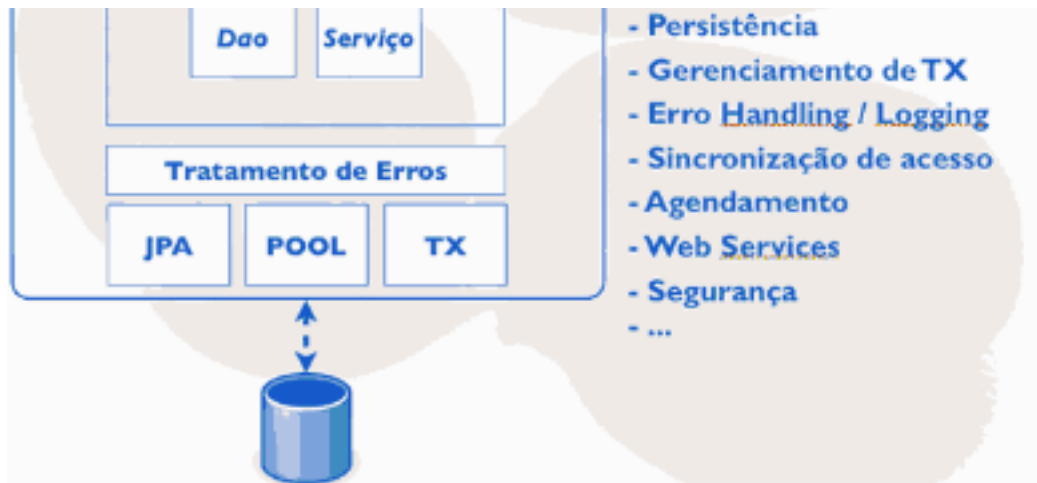 Dao
Serviço
Tratamento de Erros
JPA
POOL
TX
- Persistência
- Gerenciamento de TX
- Erro Handling / Logging
- Sincronização de acesso
- Agendamento
- Web Services
- Segurança
- ...